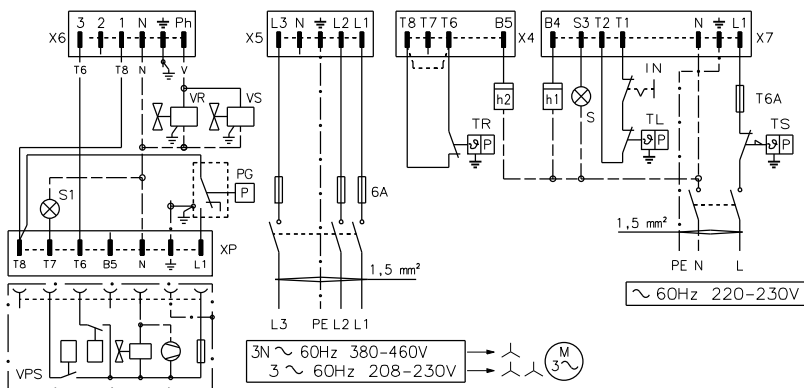 X6 3 2 1 N Ph
T6 T8 N V
VR VS
S1
PG
P
XP
T8 T7 T6 B5 N L1
VPS
X5 L3 N L2 L1
6A
1,5 mm²
L3 PE L2 L1
3N ~ 60Hz 380-460V
3 ~ 60Hz 208-230V
M
3~
T8 T7 T6 B5 X4
TR
ϑ P
h2
B4 S3 T2 T1 N L1 X7
IN
h1
S
TL
ϑ P
T6A
TS
ϑ P
1,5 mm²
PE N L
~ 60Hz 220-230V